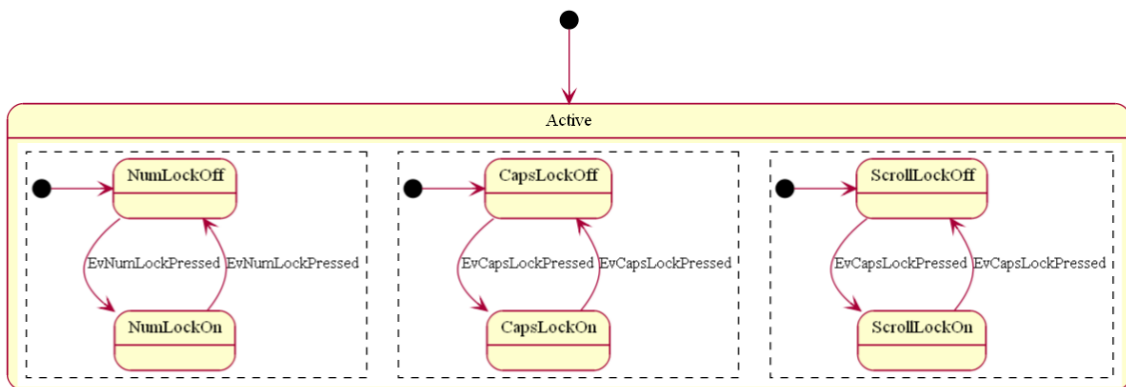 Active
NumLockOff
CapsLockOff
ScrollLockOff
EvNumLockPressed
EvNumLockPressed
EvCapsLockPressed
EvCapsLockPressed
EvCapsLockPressed
EvCapsLockPressed
NumLockOn
CapsLockOn
ScrollLockOn